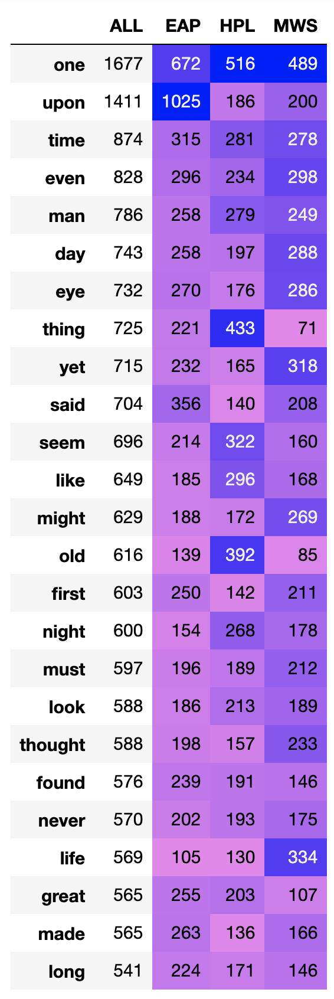 ALL EAP HPL MWS
one 1677 672 516 489
upon 1411 1025 186 200
time 874 315 281 278
even 828 296 234 298
man 786 258 279 249
day 743 258 197 288
eye 732 270 176 286
thing 725 221 433 71
yet 715 232 165 318
said 704 356 140 208
seem 696 214 322 160
like 649 185 296 168
might 629 188 172 269
old 616 139 392 85
first 603 250 142 211
night 600 154 268 178
must 597 196 189 212
look 588 186 213 189
thought 588 198 157 233
found 576 239 191 146
never 570 202 193 175
life 569 105 130 334
great 565 255 203 107
made 565 263 136 166
long 541 224 171 146